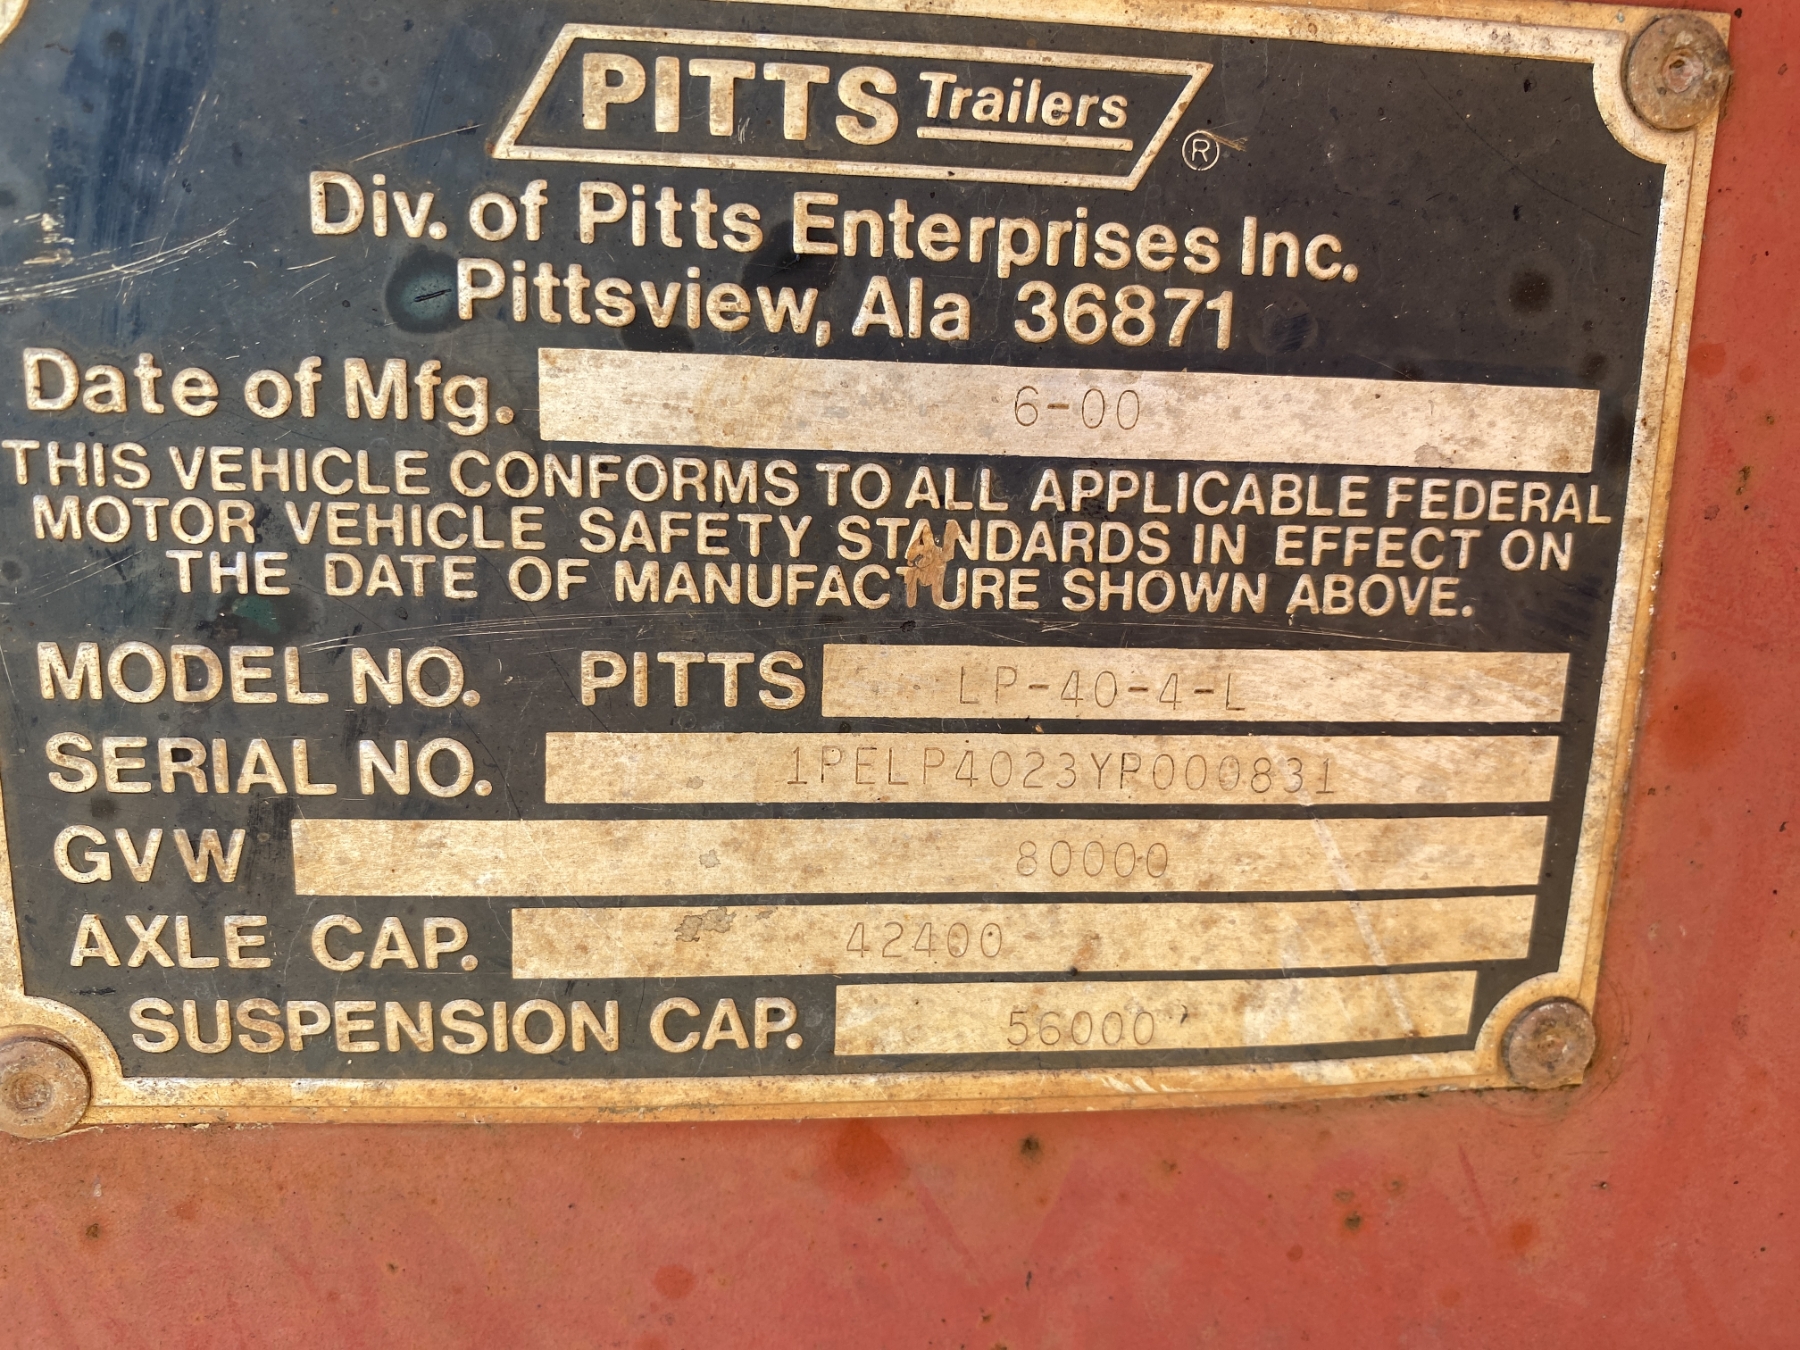 PITTS Trailers ®
Div. of Pitts Enterprises Inc.
Pittsview, Ala 36871
Date of Mfg. 6-00
THIS VEHICLE CONFORMS TO ALL APPLICABLE FEDERAL
MOTOR VEHICLE SAFETY STANDARDS IN EFFECT ON
THE DATE OF MANUFACTURE SHOWN ABOVE.
MODEL NO. PITTS LP-40-4-L
SERIAL NO. 1PELP4023YP000831
GVW 80000
AXLE CAP. 42400
SUSPENSION CAP. 56000